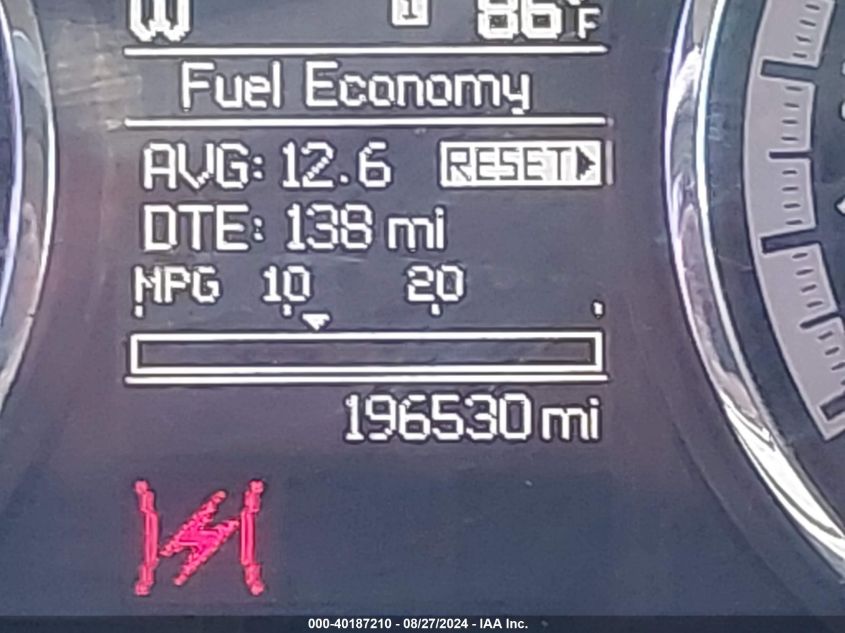 W 1 86°F
Fuel Economy
AVG: 12.6 RESET
DTE: 138 mi
MPG 10 20
196530 mi
000-40187210 - 08/27/2024 - IAA Inc.